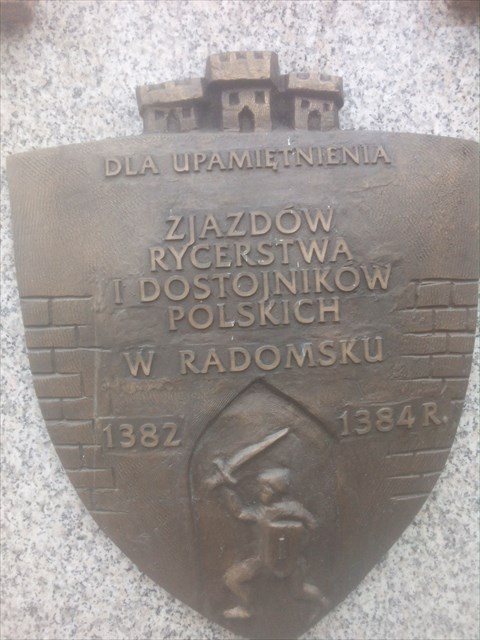 DLA UPAMIĘTNIENIA
ZJAZDÓW
RYCERSTWA
I DOSTOJNIKÓW
POLSKICH
W RADOMSKU
1382 1384 R.